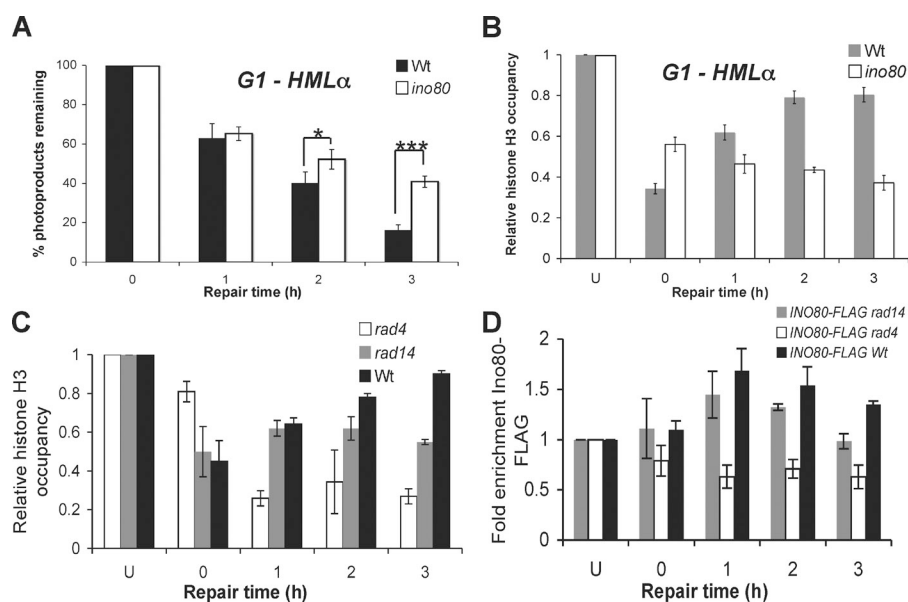 A
% photoproducts remaining
100
80
60
40
20
0
G1 - HMLα
Wt
ino80
*
***
0 1 2 3
Repair time (h)
B
Relative histone H3 occupancy
1
0.8
0.6
0.4
0.2
0
G1 - HMLα
Wt
ino80
U 0 1 2 3
Repair time (h)
C
Relative histone H3
occupancy
1
0.8
0.6
0.4
0.2
0
rad4
rad14
Wt
U 0 1 2 3
Repair time (h)
D
Fold enrichment Ino80-
FLAG
2
1.5
1
0.5
0
INO80-FLAG rad14
INO80-FLAG rad4
INO80-FLAG Wt
U 0 1 2 3
Repair time (h)